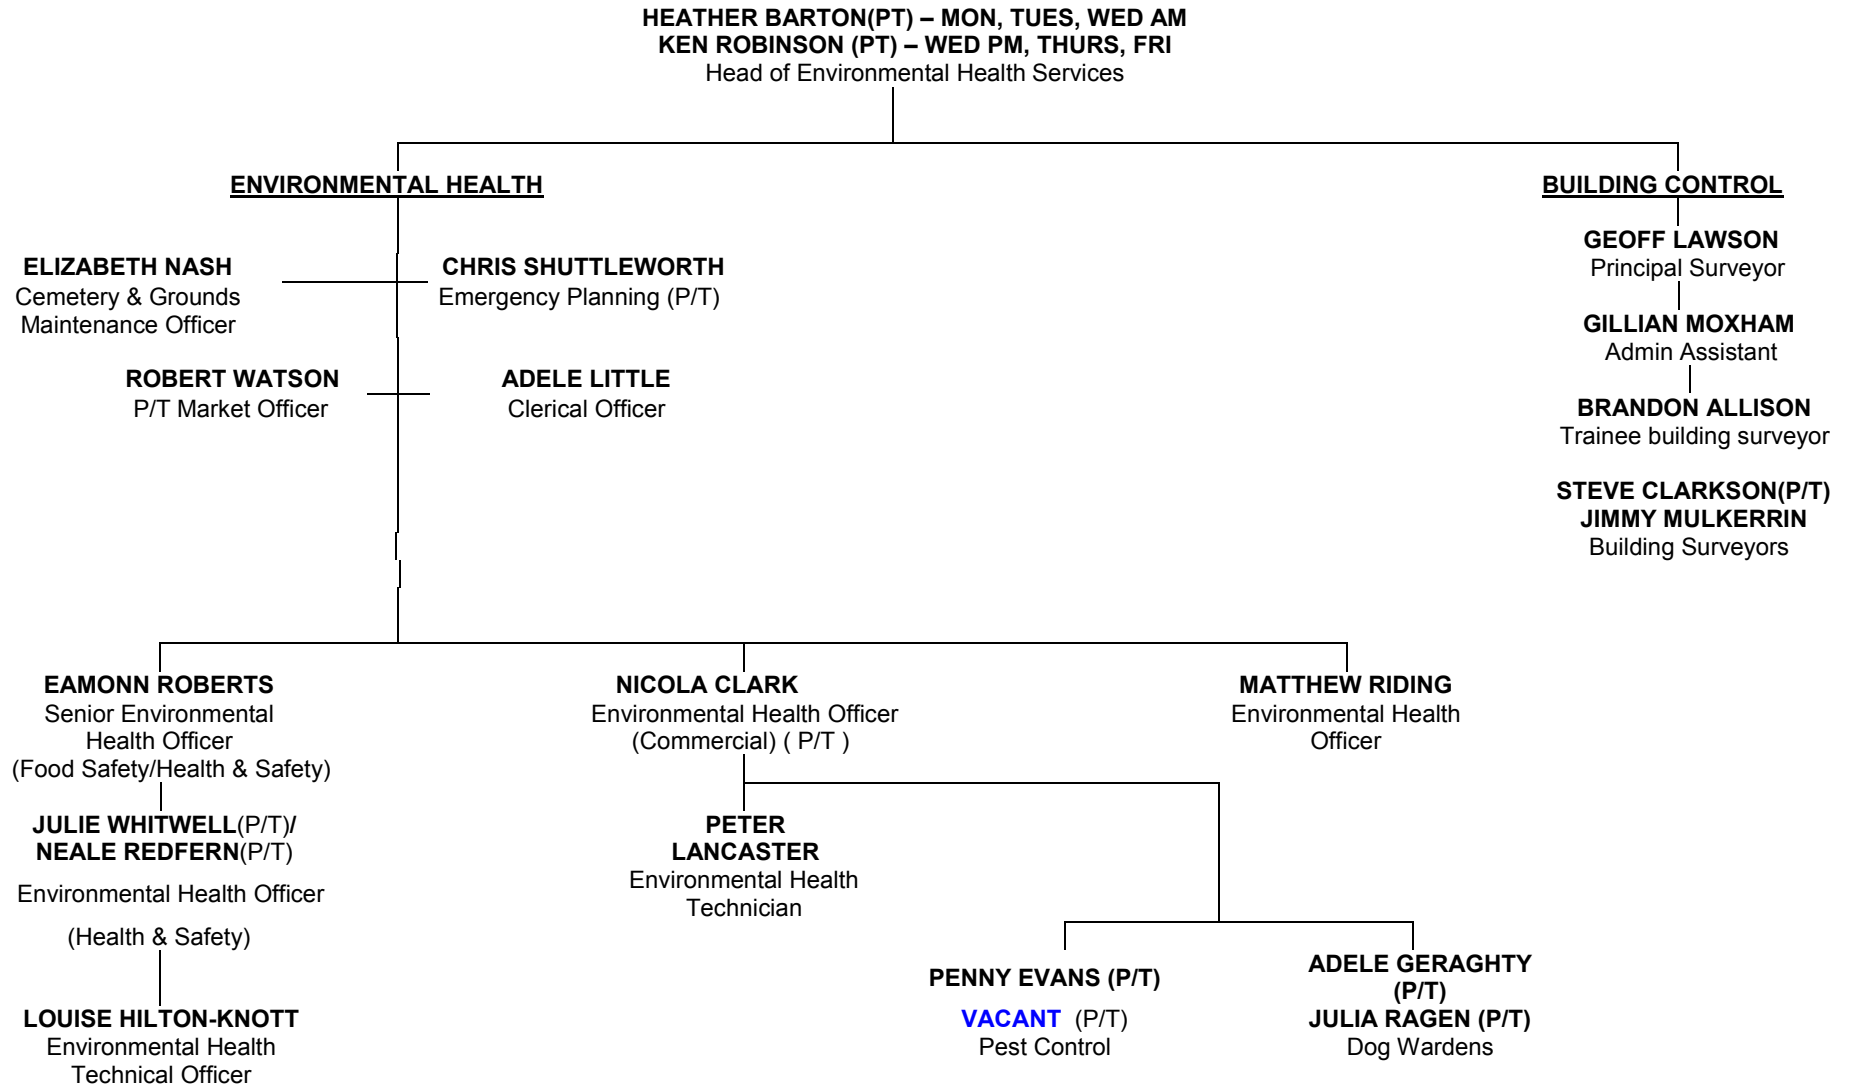 HEATHER BARTON(PT) – MON, TUES, WED AM
KEN ROBINSON (PT) – WED PM, THURS, FRI
Head of Environmental Health Services
ENVIRONMENTAL HEALTH
ELIZABETH NASH
Cemetery & Grounds
Maintenance Officer
CHRIS SHUTTLEWORTH
Emergency Planning (P/T)
ROBERT WATSON
P/T Market Officer
ADELE LITTLE
Clerical Officer
BUILDING CONTROL
GEOFF LAWSON
Principal Surveyor
GILLIAN MOXHAM
Admin Assistant
BRANDON ALLISON
Trainee building surveyor
STEVE CLARKSON(P/T)
JIMMY MULKERRIN
Building Surveyors
EAMONN ROBERTS
Senior Environmental
Health Officer
(Food Safety/Health & Safety)
JULIE WHITWELL(P/T)/
NEALE REDFERN(P/T)
Environmental Health Officer
(Health & Safety)
LOUISE HILTON-KNOTT
Environmental Health
Technical Officer
NICOLA CLARK
Environmental Health Officer
(Commercial) ( P/T )
PETER
LANCASTER
Environmental Health
Technician
PENNY EVANS (P/T)
VACANT (P/T)
Pest Control
ADELE GERAGHTY
(P/T)
JULIA RAGEN (P/T)
Dog Wardens
MATTHEW RIDING
Environmental Health
Officer